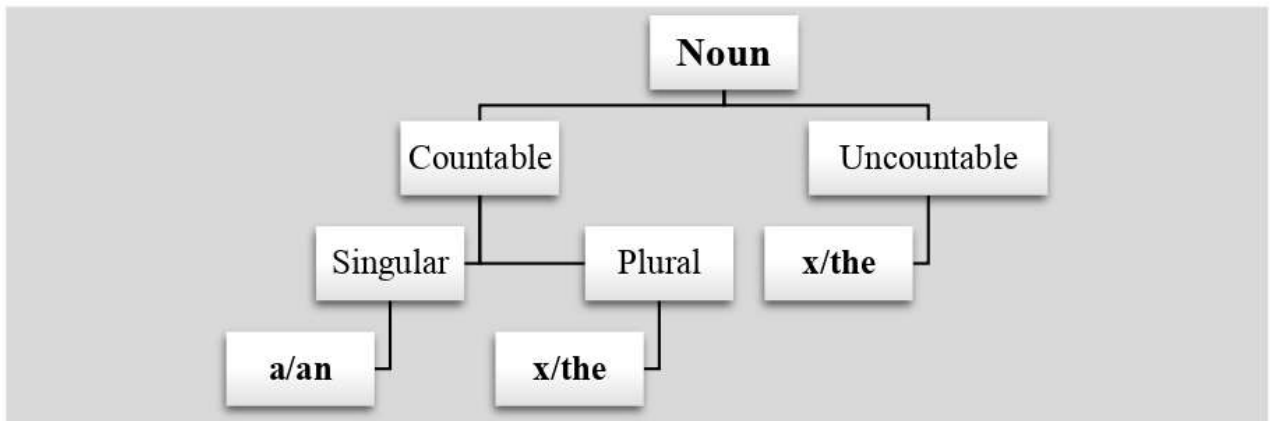 Noun
Countable
Uncountable
Singular
Plural
x/the
a/an
x/the